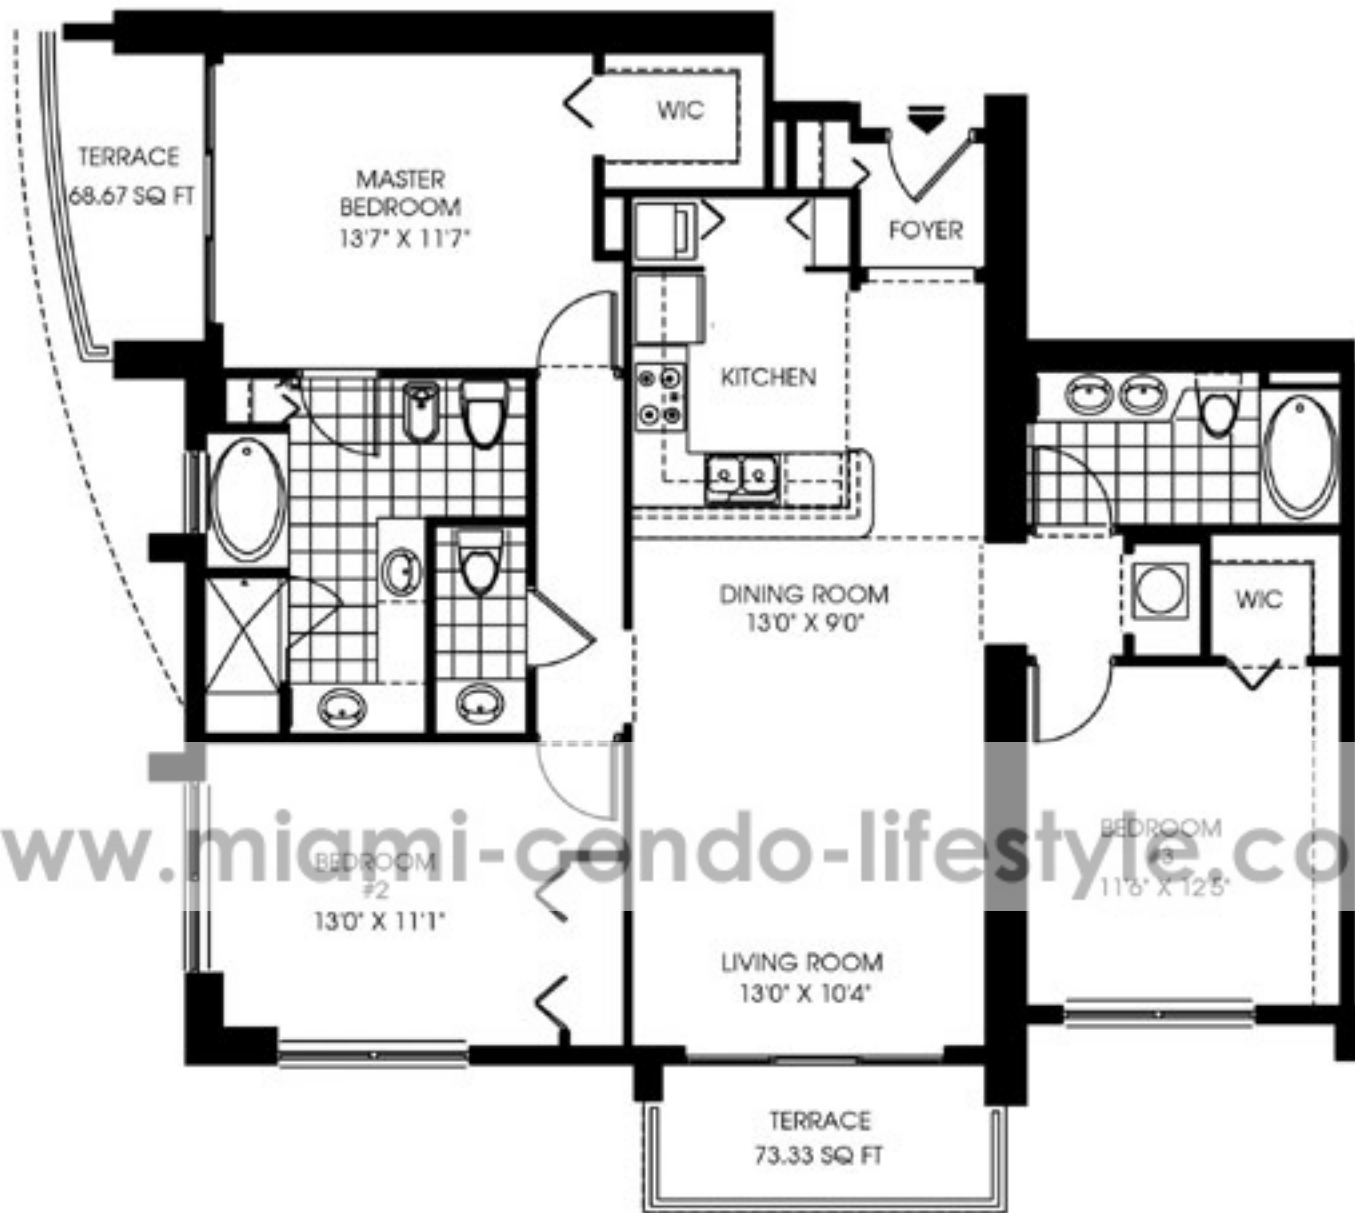 WIC
TERRACE
68.67 SQ FT
MASTER
BEDROOM
13'7" X 11'7"
FOYER
KITCHEN
DINING ROOM
13'0" X 9'0"
WIC
www.miami-condo-lifestyle.co
BEDROOM
#2
13'0" X 11'1"
BEDROOM
#3
11'6" X 12'5"
LIVING ROOM
13'0" X 10'4"
TERRACE
73.33 SQ FT